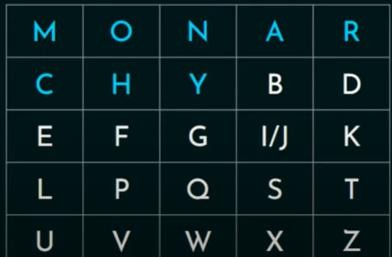 M O N A R
C H Y B D
E F G I/J K
L P Q S T
U V W X Z